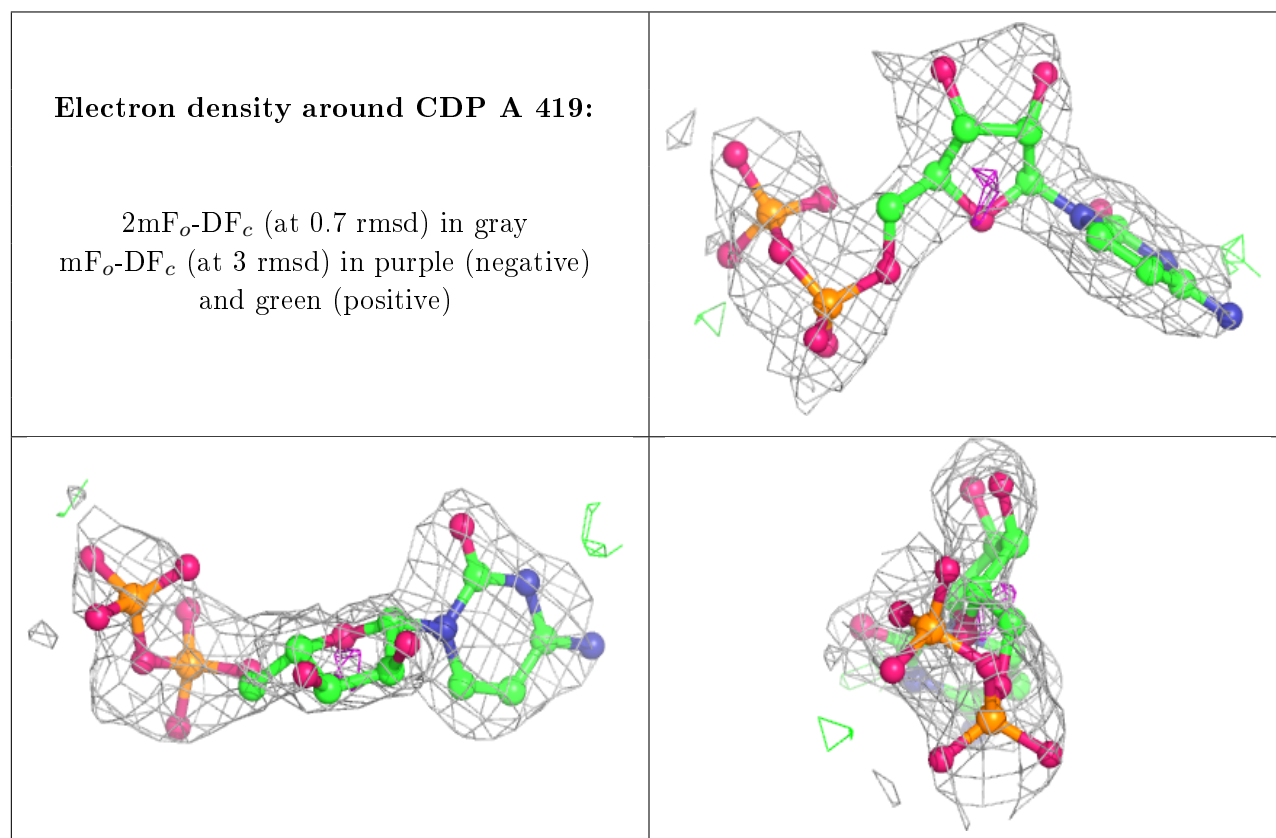 Electron density around CDP A 419:
2mFo-DFc (at 0.7 rmsd) in gray
mFo-DFc (at 3 rmsd) in purple (negative)
and green (positive)